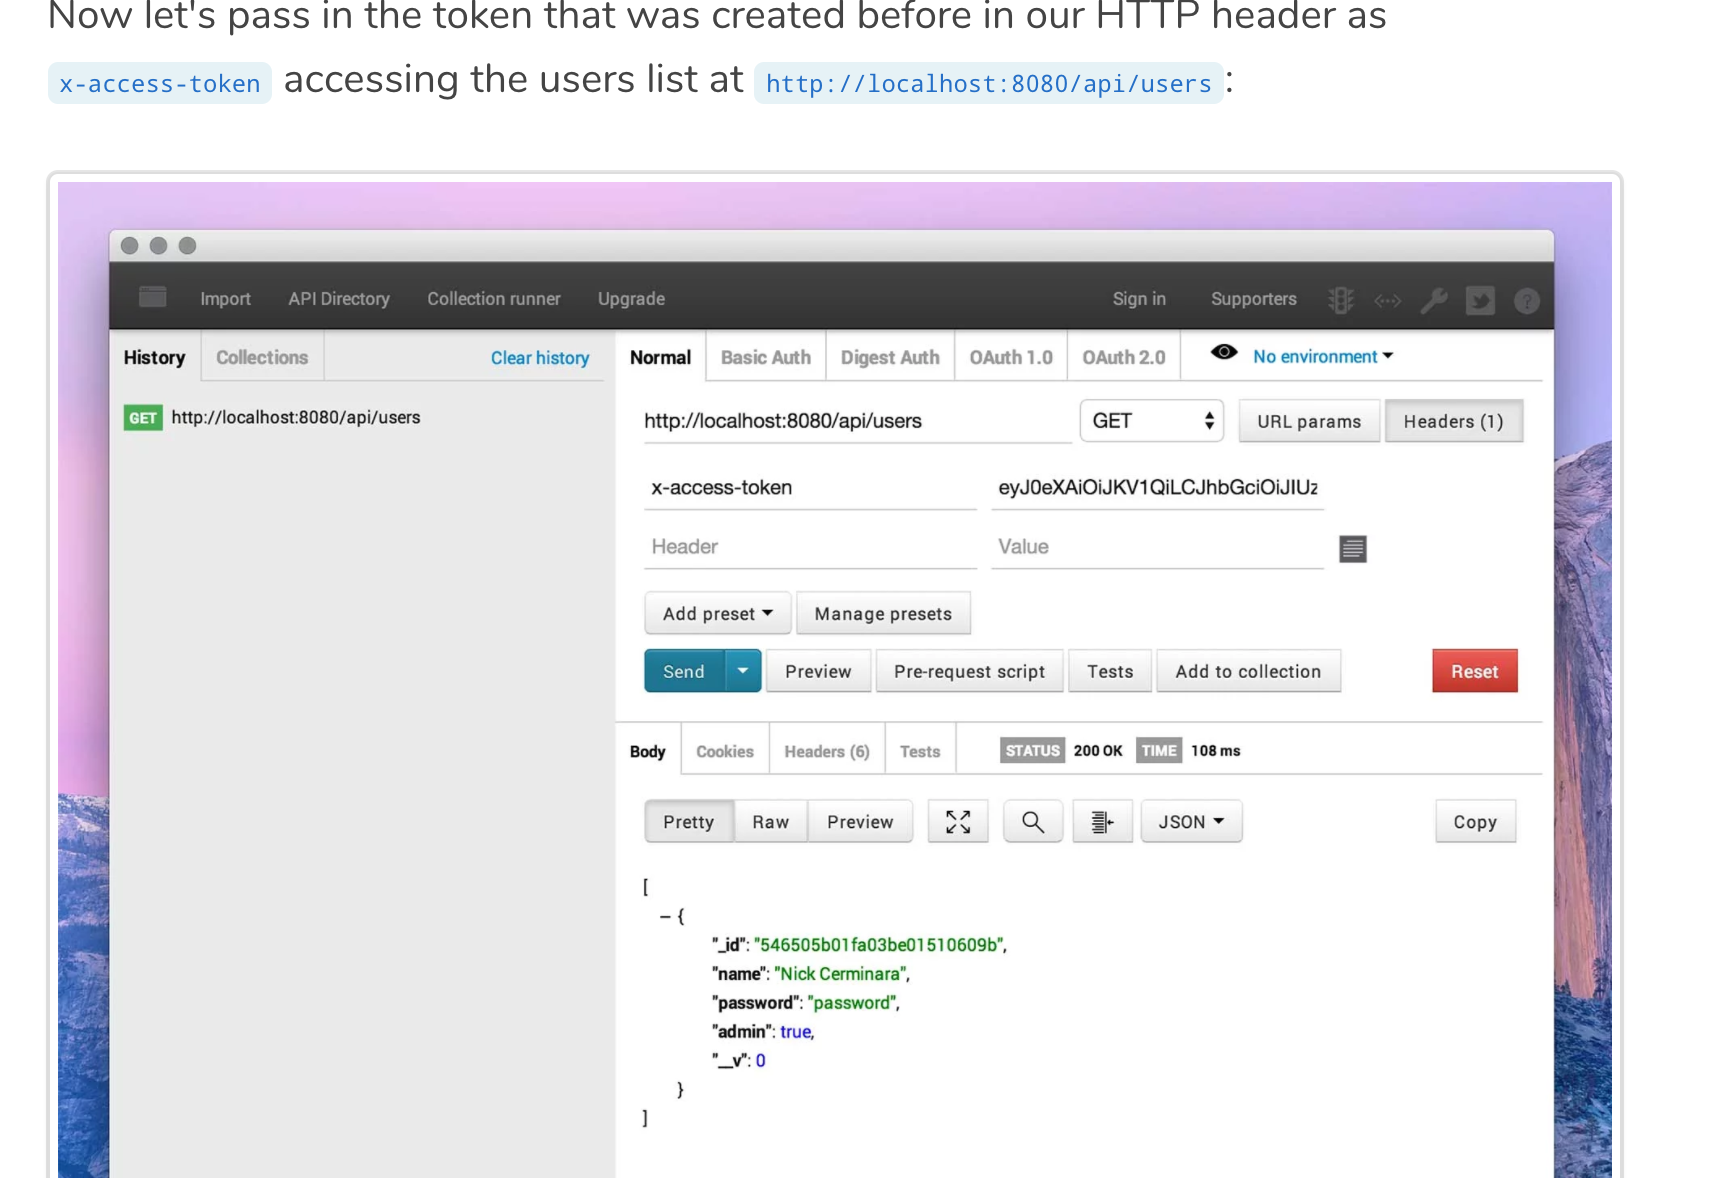 Now let's pass in the token that was created before in our HTTP header as
x-access-token accessing the users list at http://localhost:8080/api/users:
Import API Directory Collection runner Upgrade Sign in Supporters ?
History Collections Clear history
GET http://localhost:8080/api/users
Normal Basic Auth Digest Auth OAuth 1.0 OAuth 2.0 No environment
http://localhost:8080/api/users GET URL params Headers (1)
x-access-token eyJ0eXAiOiJKV1QiLCJhbGciOiJIUz
Header Value
Add preset Manage presets
Send Preview Pre-request script Tests Add to collection Reset
Body Cookies Headers (6) Tests STATUS 200 OK TIME 108 ms
Pretty Raw Preview JSON Copy
[
– {
"_id": "546505b01fa03be01510609b",
"name": "Nick Cerminara",
"password": "password",
"admin": true,
"__v": 0
}
]